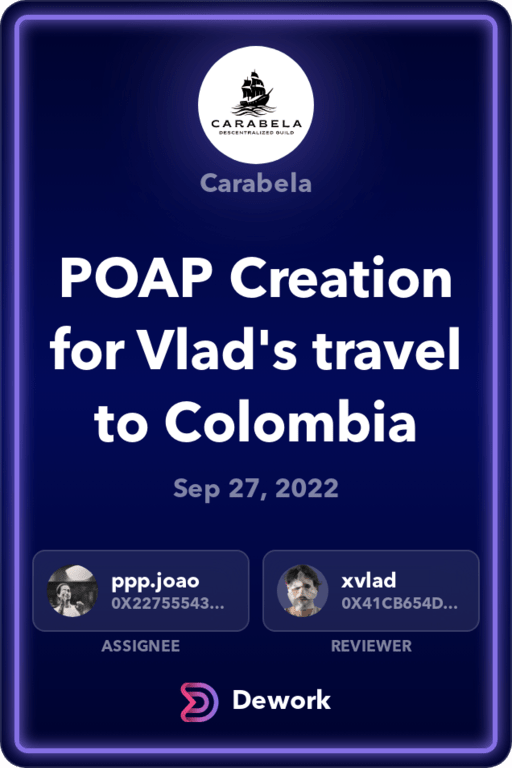 CARABELA
DESCENTRALIZED GUILD
Carabela
POAP Creation
for Vlad's travel
to Colombia
Sep 27, 2022
ppp.joao
0X22755543...
xvlad
0X41CB654D...
ASSIGNEE
REVIEWER
Dework